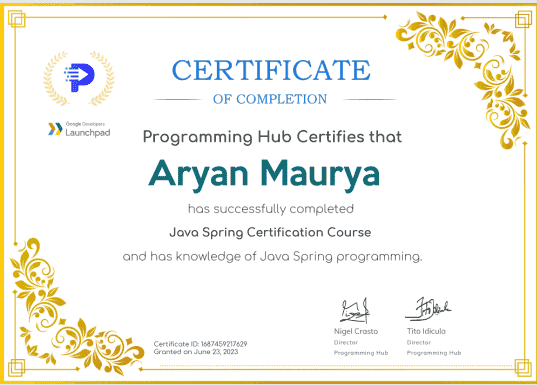 CERTIFICATE
OF COMPLETION
Google Developers
Launchpad
Programming Hub Certifies that
Aryan Maurya
has successfully completed
Java Spring Certification Course
and has knowledge of Java Spring programming.
Nigel Crasto
Director
Programming Hub
Tito Idicula
Director
Programming Hub
Certificate ID: 1687459217629
Granted on June 23, 2023